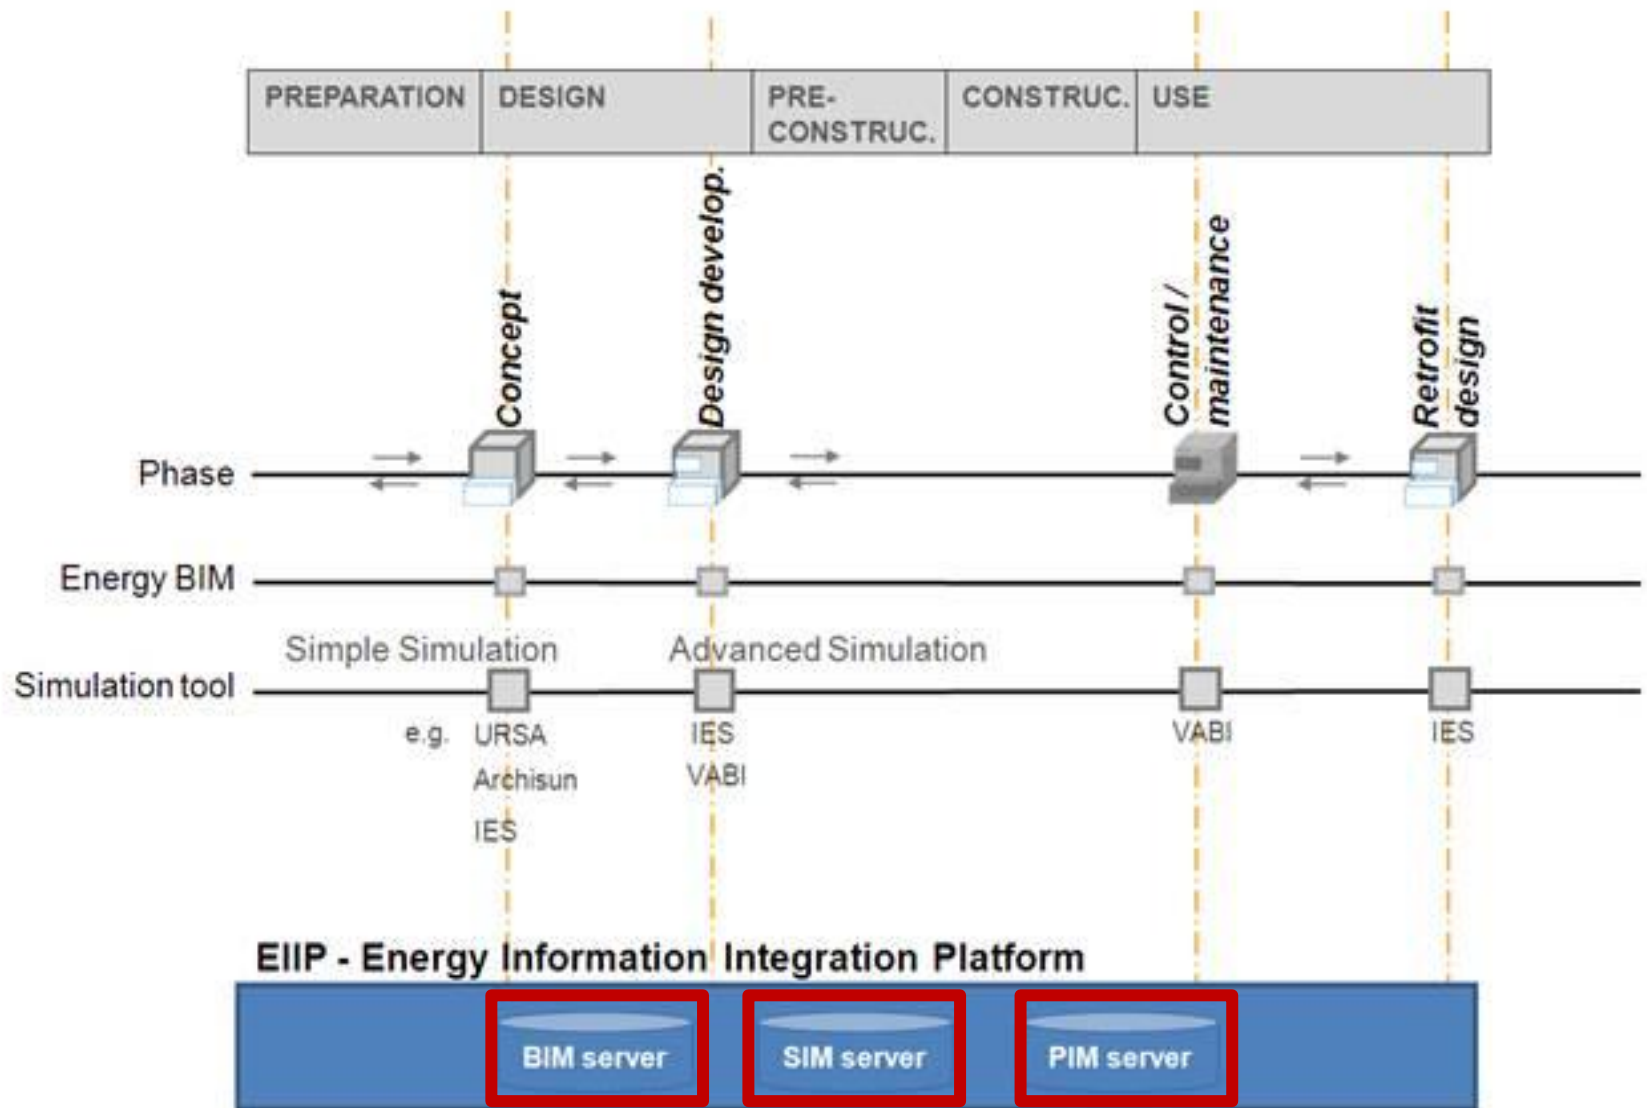 PREPARATION DESIGN PRE- CONSTRUC. USE
CONSTRUC.
Concept
Design develop.
Control /
maintenance
Retrofit
design
Phase
Energy BIM
Simple Simulation Advanced Simulation
Simulation tool
e.g. URSA IES VABI IES
Archisun VABI
IES
EIIP - Energy Information Integration Platform
BIM server SIM server PIM server